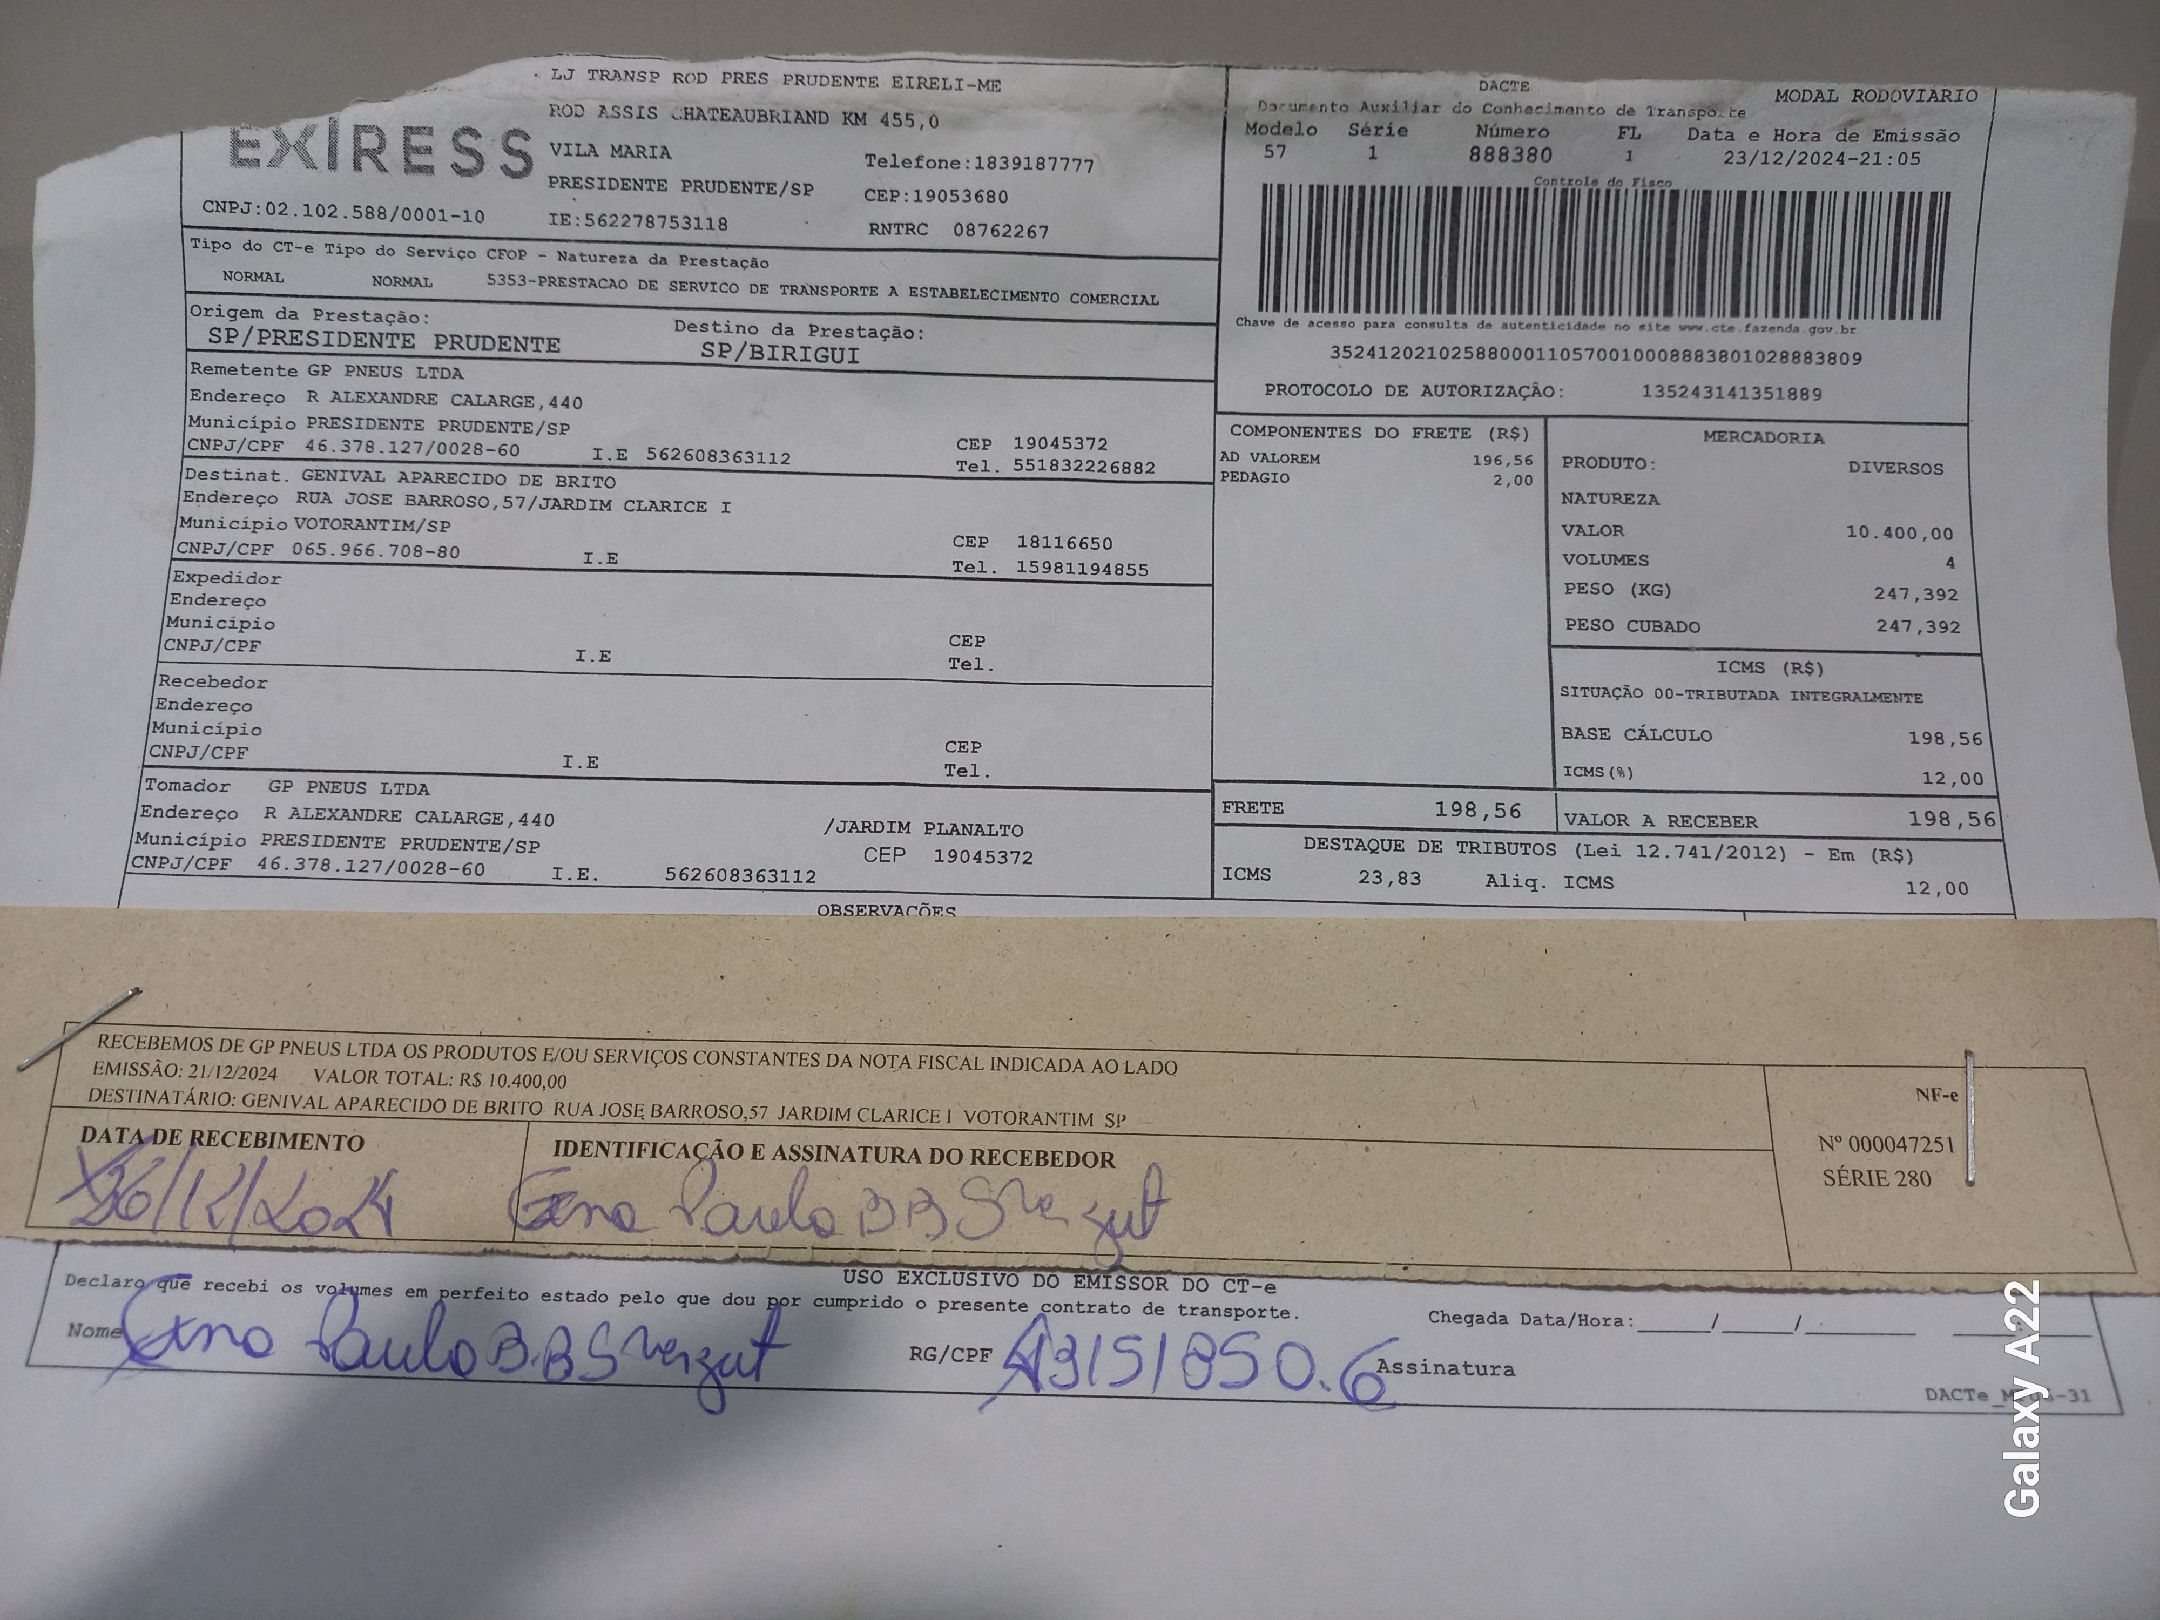 LJ TRANSP ROD PRES PRUDENTE EIRELI-ME
ROD ASSIS CHATEAUBRIAND KM 455,0
EXIRESS
VILA MARIA
Telefone:1839187777
PRESIDENTE PRUDENTE/SP
CEP:19053680
CNPJ:02.102.588/0001-10
IE:562278753118
RNTRC 08762267
DACTE
MODAL RODOVIÁRIO
Documento Auxiliar do Conhecimento de Transporte
Modelo Série Número FL Data e Hora de Emissão
57 1 888380 1 23/12/2024-21:05
Controle do Fisco
Chave de acesso para consulta de autenticidade no site www.cte.fazenda.gov.br
35241202102588000110570010008883801028883809
PROTOCOLO DE AUTORIZAÇÂO: 135243141351889
Tipo do CT-e Tipo do Serviço CFOP - Natureza da Prestação
NORMAL NORMAL 5353-PRESTACAO DE SERVICO DE TRANSPORTE A ESTABELECIMENTO COMERCIAL
Origem da Prestação: Destino da Prestação:
SP/PRESIDENTE PRUDENTE SP/BIRIGUI
Remetente GP PNEUS LTDA
Endereço R ALEXANDRE CALARGE,440
Município PRESIDENTE PRUDENTE/SP CEP 19045372
CNPJ/CPF 46.378.127/0028-60 I.E 562608363112 Tel. 551832226882
Destinat. GENIVAL APARECIDO DE BRITO
Endereço RUA JOSE BARROSO,57/JARDIM CLARICE I
Município VOTORANTIM/SP CEP 18116650
CNPJ/CPF 065.966.708-80 I.E Tel. 15981194855
Expedidor
Endereço
Município CEP
CNPJ/CPF I.E Tel.
Recebedor
Endereço
Município CEP
CNPJ/CPF I.E Tel.
Tomador GP PNEUS LTDA
Endereço R ALEXANDRE CALARGE,440 /JARDIM PLANALTO
Município PRESIDENTE PRUDENTE/SP CEP 19045372
CNPJ/CPF 46.378.127/0028-60 I.E. 562608363112
COMPONENTES DO FRETE (R$)
AD VALOREM 196,56
PEDAGIO 2,00
MERCADORIA
PRODUTO: DIVERSOS
NATUREZA
VALOR 10.400,00
VOLUMES 4
PESO (KG) 247,392
PESO CUBADO 247,392
ICMS (R$)
SITUAÇÃO 00-TRIBUTADA INTEGRALMENTE
BASE CÁLCULO 198,56
ICMS(%) 12,00
FRETE 198,56 VALOR A RECEBER 198,56
DESTAQUE DE TRIBUTOS (Lei 12.741/2012) - Em (R$)
ICMS 23,83 Aliq. ICMS 12,00
OBSERVAÇÕES
RECEBEMOS DE GP PNEUS LTDA OS PRODUTOS E/OU SERVIÇOS CONSTANTES DA NOTA FISCAL INDICADA AO LADO
EMISSÃO: 21/12/2024 VALOR TOTAL: R$ 10.400,00
DESTINATÁRIO: GENIVAL APARECIDO DE BRITO RUA JOSE BARROSO,57 JARDIM CLARICE I VOTORANTIM SP
NF-e
Nº 000047251
SÉRIE 280
DATA DE RECEBIMENTO IDENTIFICAÇÃO E ASSINATURA DO RECEBEDOR
26/12/2024 Ana Paula B B
USO EXCLUSIVO DO EMISSOR DO CT-e
Declaro que recebi os volumes em perfeito estado pelo que dou por cumprido o presente contrato de transporte.
Chegada Data/Hora:_____/_____/________
Nome Ana Paula B.B RG/CPF Assinatura
Galaxy A22